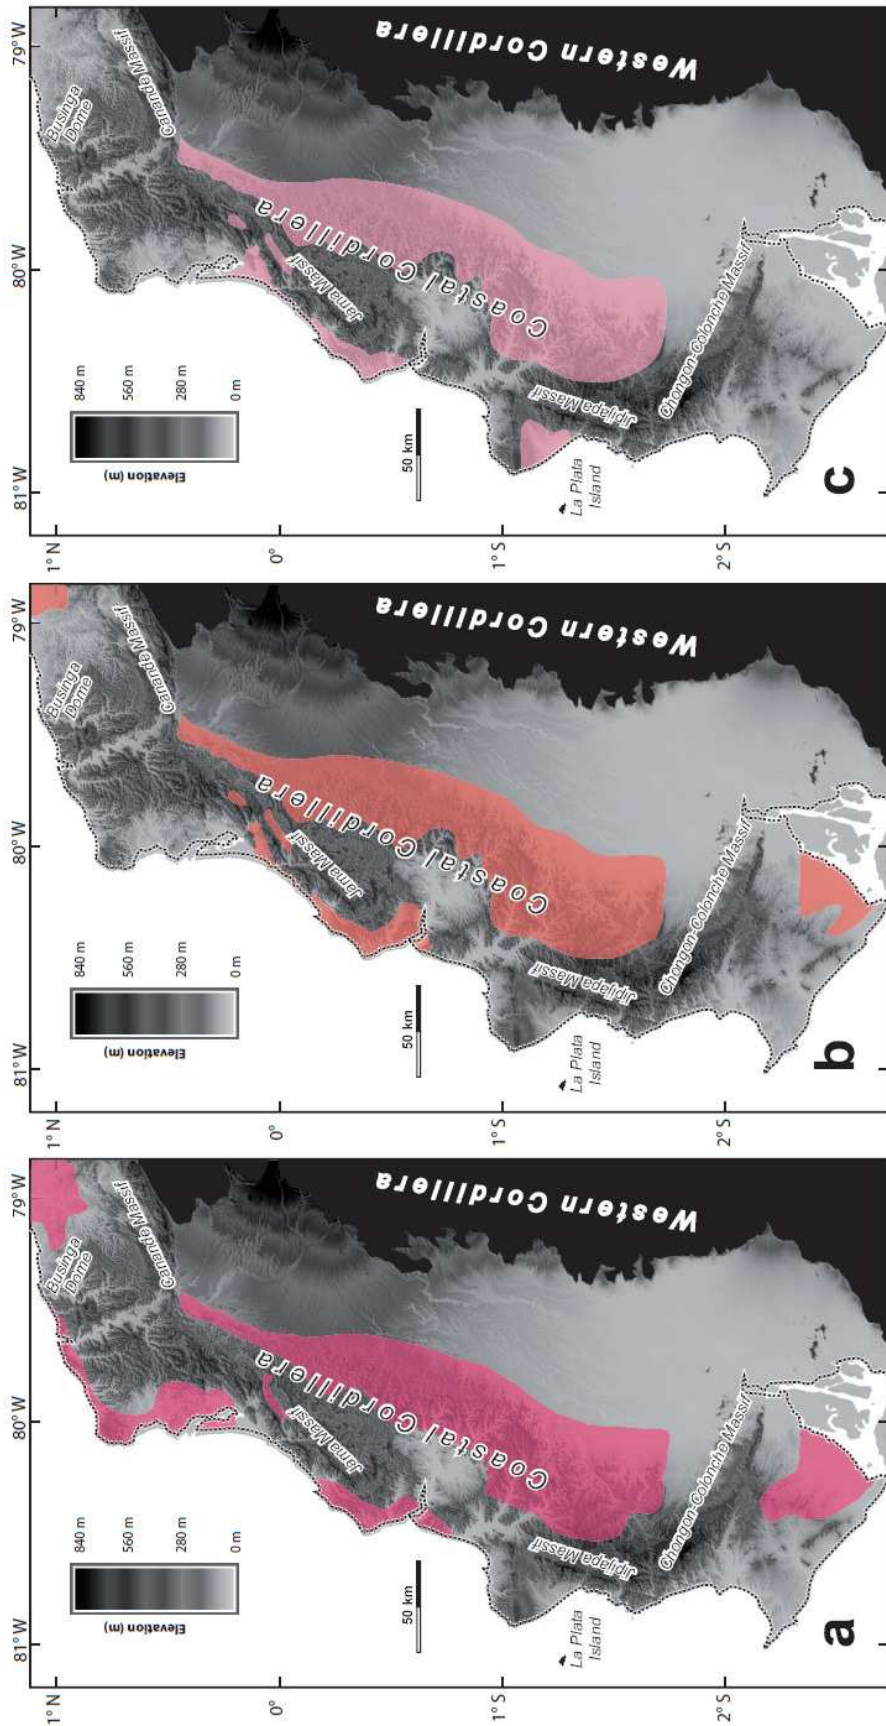 79° W
80° W
81° W
1° N
0°
1° S
2° S
840 m
560 m
280 m
0 m
Elevation (m)
50 km
Businga
Dome
Canande Massif
Jama Massif
Coastal Cordillera
Western Cordillera
Jipijapa Massif
Chongon-Colonche Massif
La Plata
Island
c
79° W
80° W
81° W
1° N
0°
1° S
2° S
840 m
560 m
280 m
0 m
Elevation (m)
50 km
Businga
Dome
Canande Massif
Jama Massif
Coastal Cordillera
Western Cordillera
Jipijapa Massif
Chongon-Colonche Massif
La Plata
Island
b
79° W
80° W
81° W
1° N
0°
1° S
2° S
840 m
560 m
280 m
0 m
Elevation (m)
50 km
Businga
Dome
Canande Massif
Jama Massif
Coastal Cordillera
Western Cordillera
Jipijapa Massif
Chongon-Colonche Massif
La Plata
Island
a